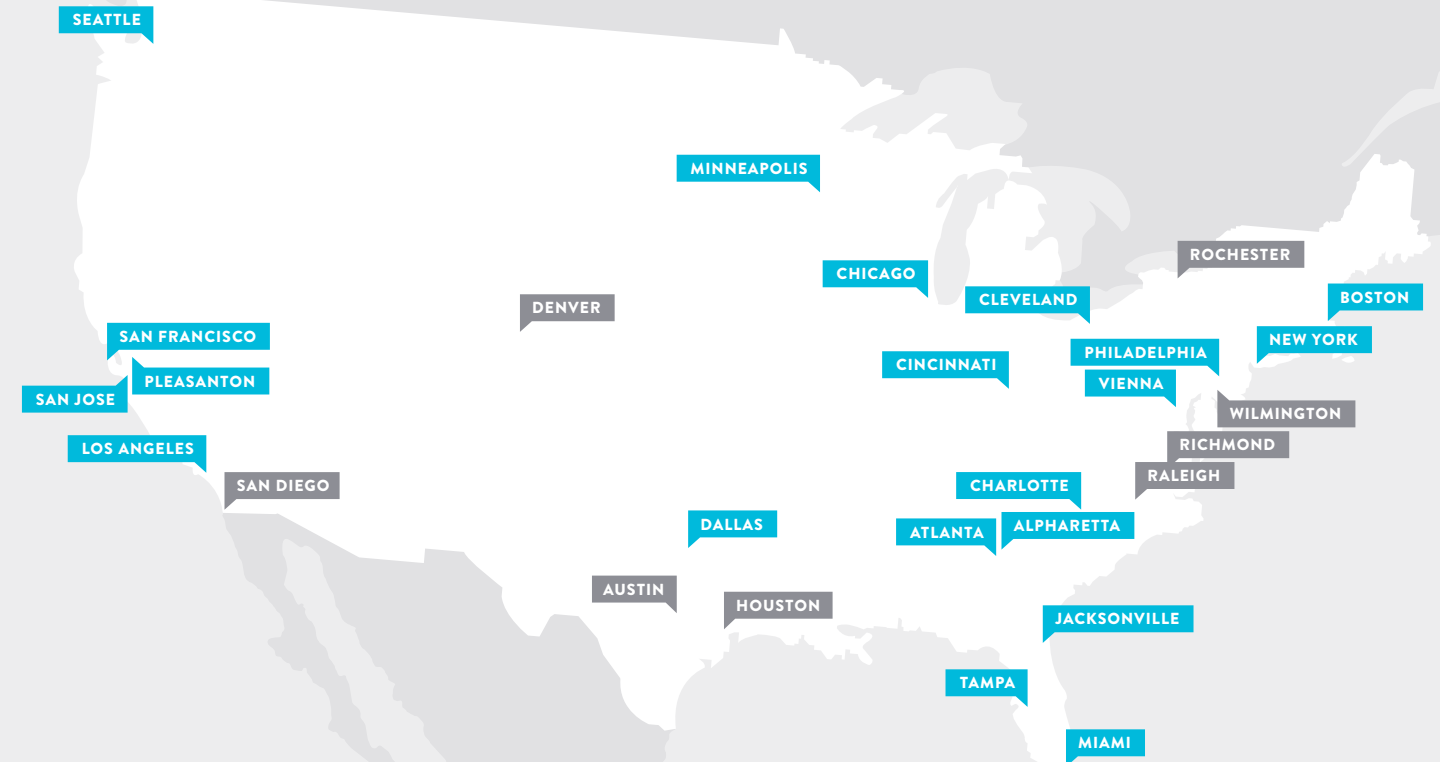 SEATTLE
MINNEAPOLIS
ROCHESTER
CHICAGO
CLEVELAND
BOSTON
DENVER
SAN FRANCISCO
NEW YORK
PHILADELPHIA
CINCINNATI
PLEASANTON
VIENNA
SAN JOSE
WILMINGTON
RICHMOND
LOS ANGELES
RALEIGH
SAN DIEGO
CHARLOTTE
DALLAS
ALPHARETTA
ATLANTA
AUSTIN
HOUSTON
JACKSONVILLE
TAMPA
MIAMI